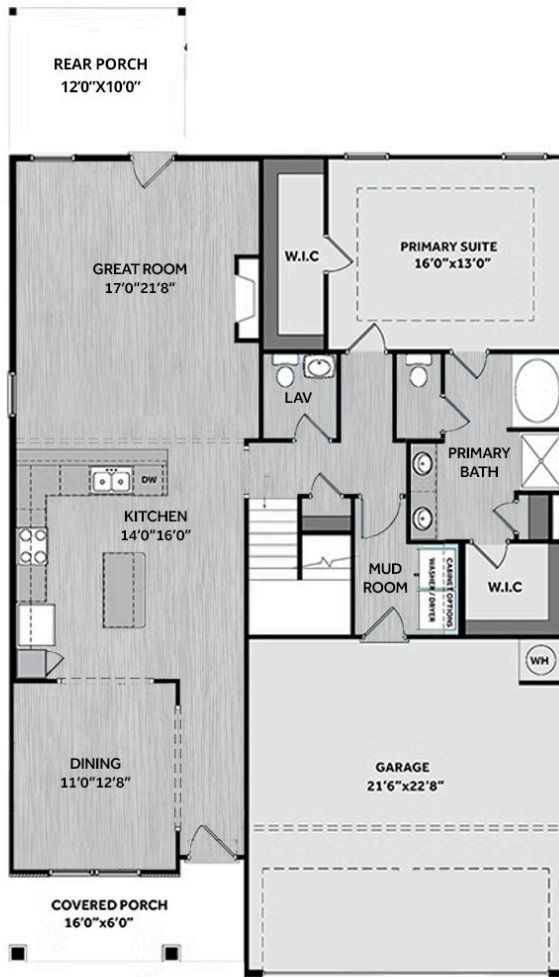 REAR PORCH
12'0"X10'0"
GREAT ROOM
17'0"21'8"
W.I.C
PRIMARY SUITE
16'0"x13'0"
LAV
PRIMARY
BATH
DW
KITCHEN
14'0"16'0"
MUD
ROOM
WASHER / DRYER
CABINET OPTIONS
W.I.C
WH
DINING
11'0"12'8"
GARAGE
21'6"x22'8"
COVERED PORCH
16'0"x6'0"